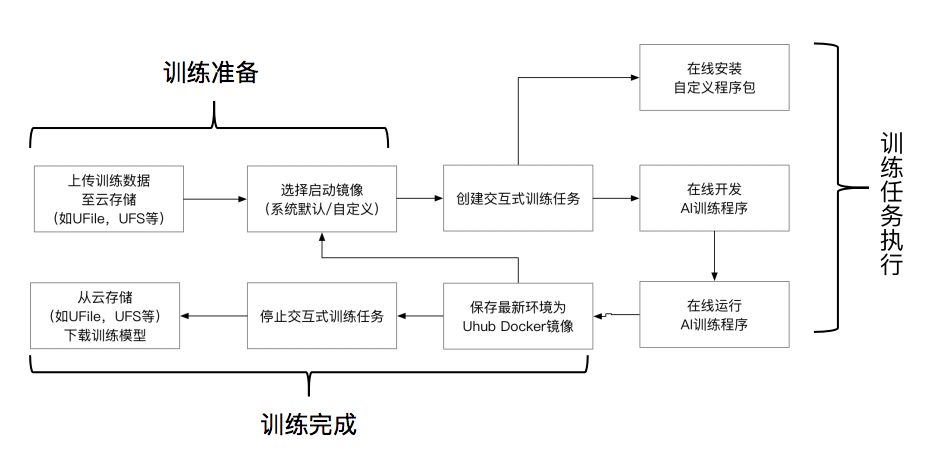 训练准备
上传训练数据
至云存储
（如UFile，UFS等）
选择启动镜像
（系统默认/自定义）
创建交互式训练任务
在线安装
自定义程序包
在线开发
AI训练程序
在线运行
AI训练程序
训练任务执行
保存最新环境为
Uhub Docker镜像
停止交互式训练任务
从云存储
（如UFile，UFS等）
下载训练模型
训练完成